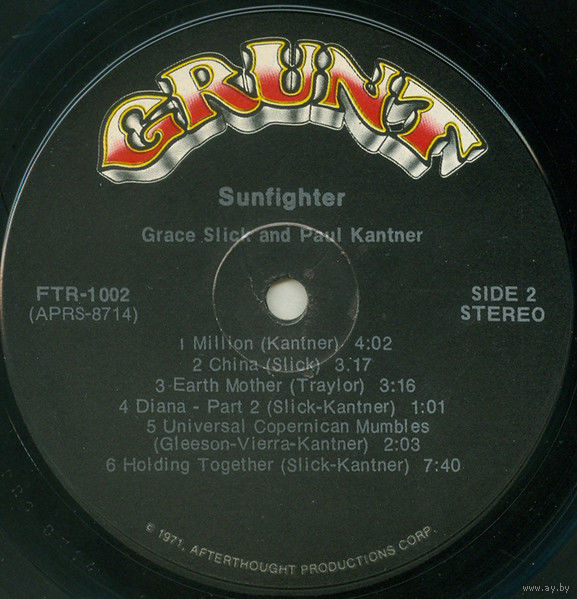 GRUNT
Sunfighter
Grace Slick and Paul Kantner
FTR-1002
(APRS-8714)
SIDE 2
STEREO
1 Million (Kantner) 4:02
2 China (Slick) 3.17
3 Earth Mother (Traylor) 3:16
4 Diana - Part 2 (Slick-Kantner) 1:01
5 Universal Copernican Mumbles
(Gleeson-Vierra-Kantner) 2:03
6 Holding Together (Slick-Kantner) 7:40
© 1971, AFTERTHOUGHT PRODUCTIONS CORP.
www.ay.by